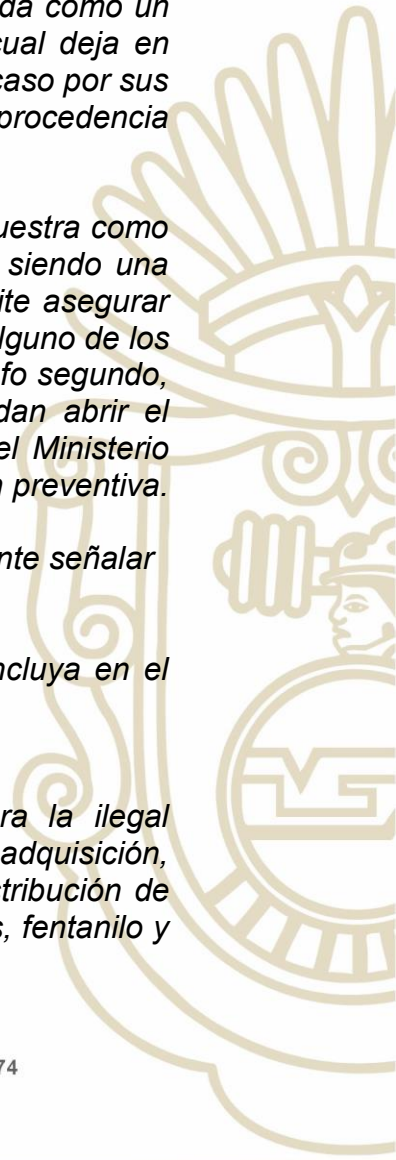 da como un
cual deja en
caso por sus
procedencia
uestra como
siendo una
ite asegurar
lguno de los
fo segundo,
dan abrir el
el Ministerio
n preventiva.
nte señalar
ncluya en el
ra la ilegal
adquisición,
stribución de
s, fentanilo y
74